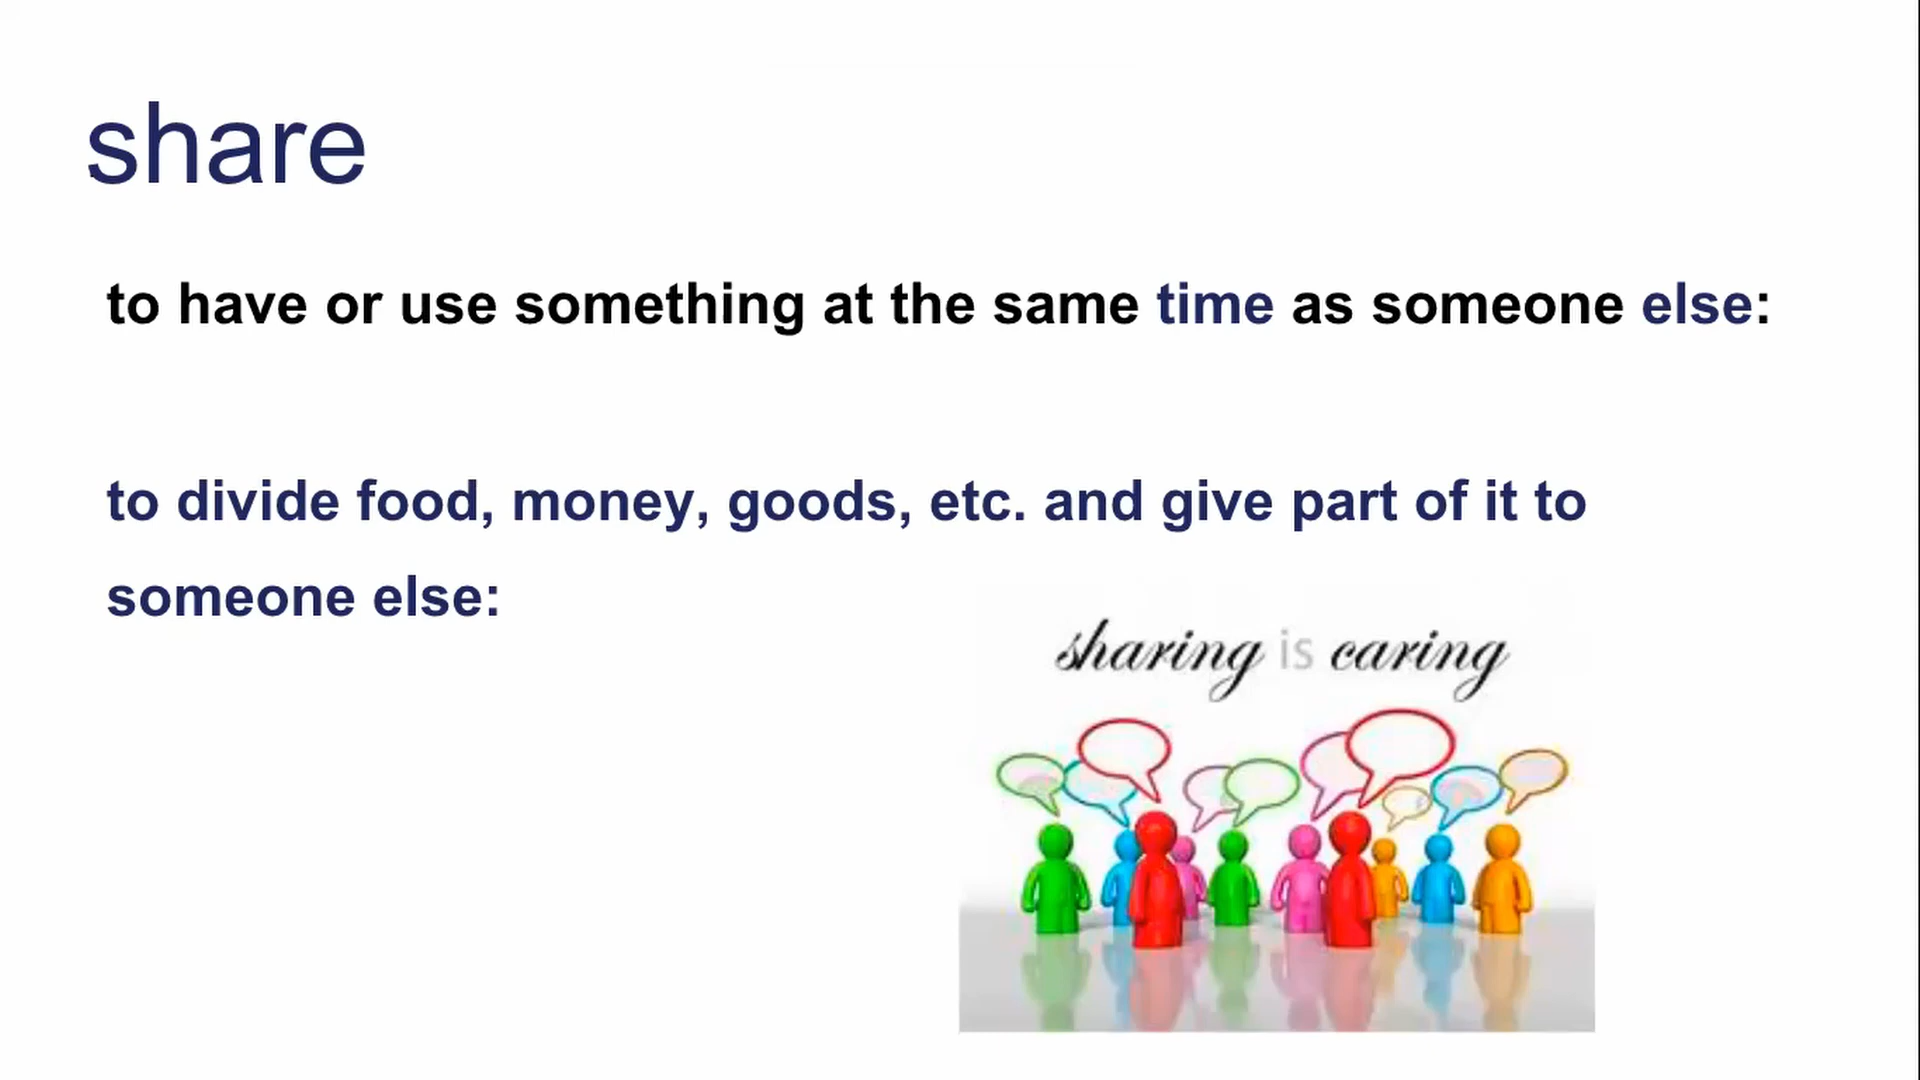 share
to have or use something at the same time as someone else:
to divide food, money, goods, etc. and give part of it to
someone else:
sharing is caring